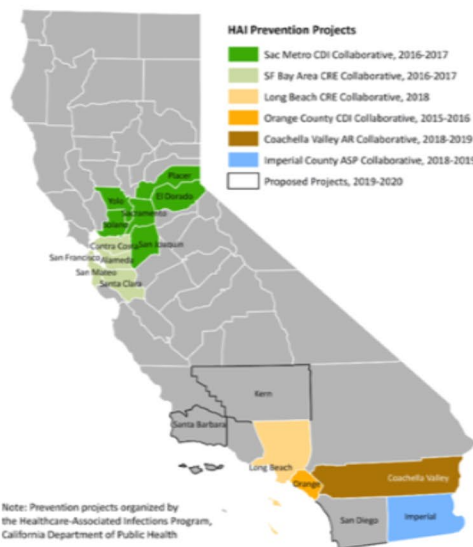 HAI Prevention Projects
Sac Metro CDI Collaborative, 2016-2017
SF Bay Area CRE Collaborative, 2016-2017
Long Beach CRE Collaborative, 2018
Orange County CDI Collaborative, 2015-2016
Coachella Valley AR Collaborative, 2018-2019
Imperial County ASP Collaborative, 2018-2019
Proposed Projects, 2019-2020
Placer
Yolo
El Dorado
Sacramento
Solano
Contra Costa
San Joaquin
San Francisco
Alameda
San Mateo
Santa Clara
Kern
Santa Barbara
Long Beach
Orange
Coachella Valley
San Diego
Imperial
Note: Prevention projects organized by
the Healthcare-Associated Infections Program,
California Department of Public Health